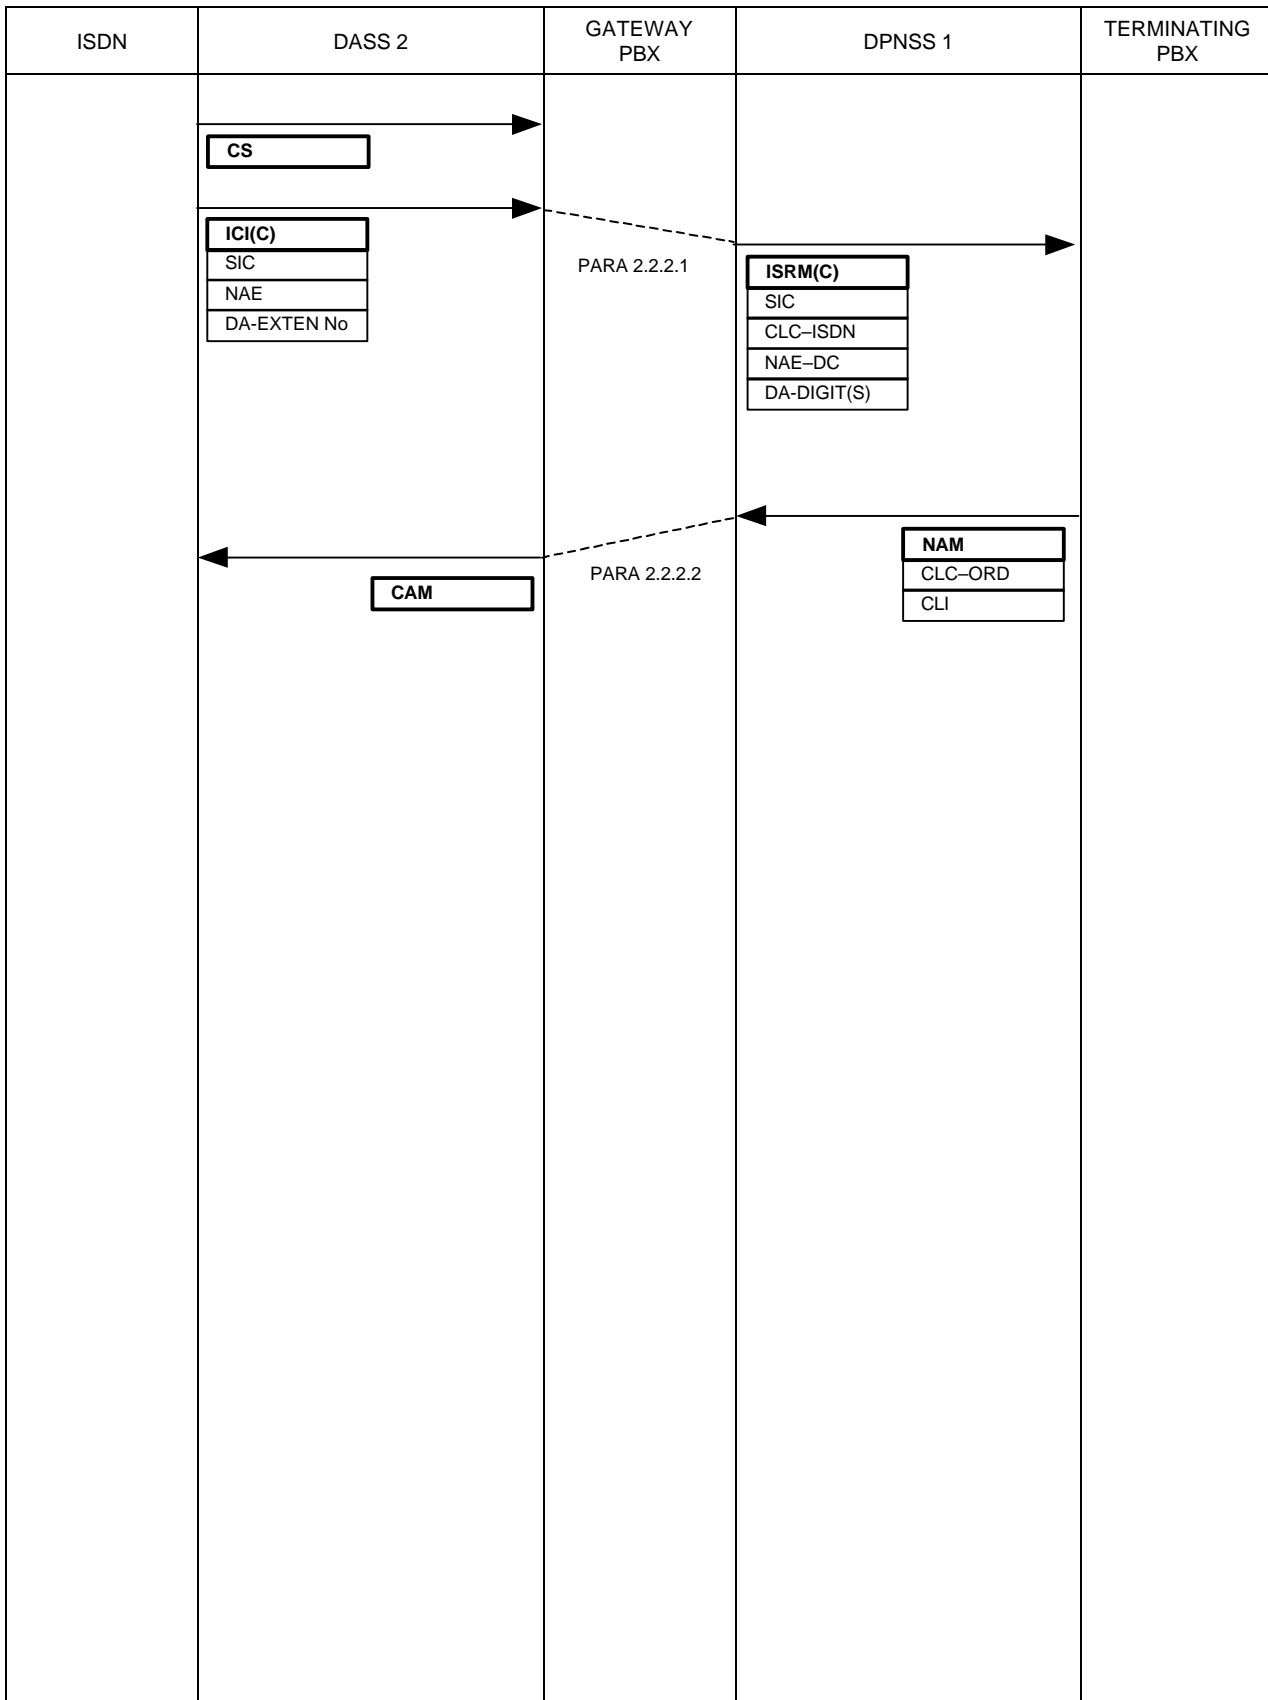 ISDN
DASS 2
GATEWAY
PBX
DPNSS 1
TERMINATING
PBX
CS
ICI(C)
SIC
NAE
DA-EXTEN No
PARA 2.2.2.1
ISRM(C)
SIC
CLC–ISDN
NAE–DC
DA-DIGIT(S)
NAM
CLC–ORD
CLI
PARA 2.2.2.2
CAM